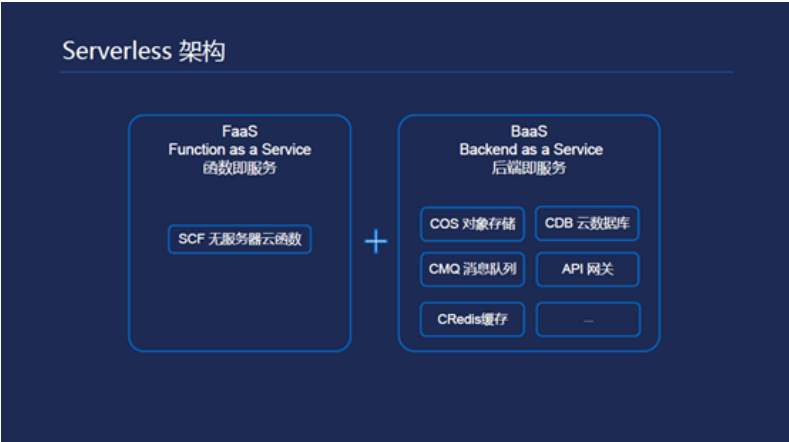 Serverless 架构
FaaS
Function as a Service
函数即服务
SCF 无服务器云函数
+
BaaS
Backend as a Service
后端即服务
COS 对象存储
CDB 云数据库
CMQ 消息队列
API 网关
CRedis缓存
...